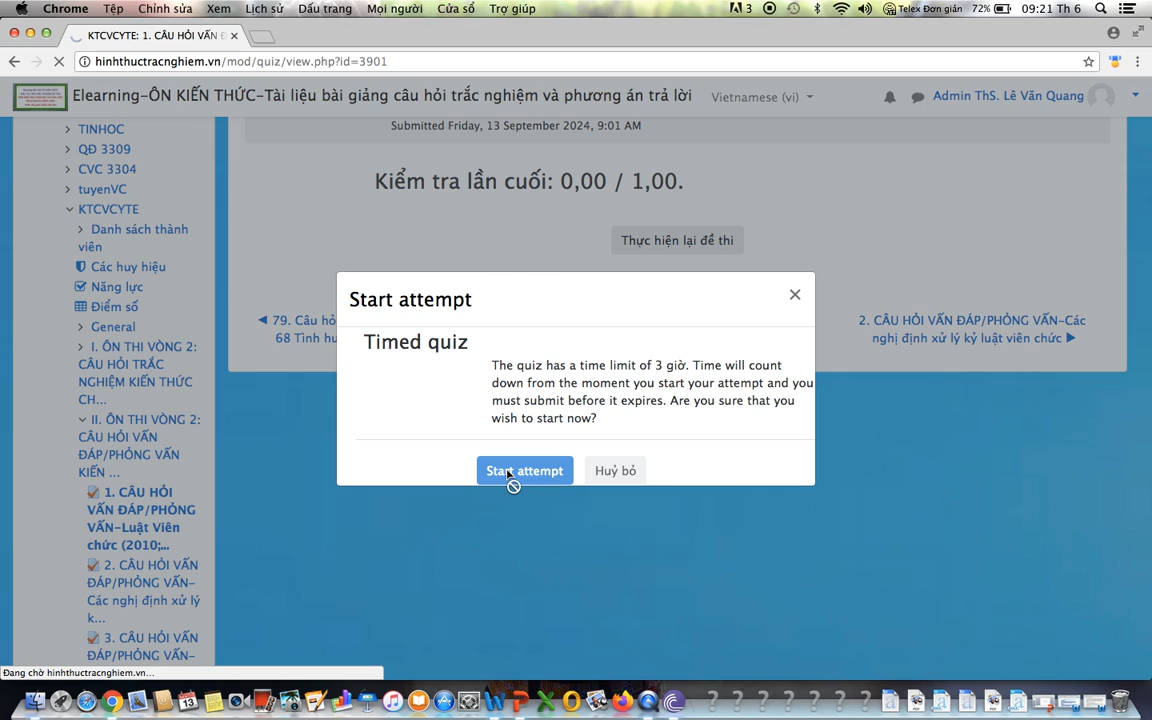 Chrome Tệp Chỉnh sửa Xem Lịch sử Dấu trang Mọi người Cửa sổ Trợ giúp 3 Telex Đơn giản 72% 09:21 Th 6
KTCVCYTE: 1. CÂU HỎI VẤN Đ
hinhthuctracnghiem.vn/mod/quiz/view.php?id=3901
Elearning–ÔN KIẾN THỨC–Tài liệu bài giảng câu hỏi trắc nghiệm và phương án trả lời Vietnamese (vi) Admin ThS. Lê Văn Quang
TINHOC
QĐ 3309
CVC 3304
tuyenVC
KTCVCYTE
Danh sách thành
viên
Các huy hiệu
Năng lực
Điểm số
General
I. ÔN THI VÒNG 2:
CÂU HỎI TRẮC
NGHIỆM KIẾN THỨC
CH...
II. ÔN THI VÒNG 2:
CÂU HỎI VẤN
ĐÁP/PHỎNG VẤN
KIẾN ...
1. CÂU HỎI
VẤN ĐÁP/PHỎNG
VẤN–Luật Viên
chức (2010;...
2. CÂU HỎI VẤN
ĐÁP/PHỎNG VẤN–
Các nghị định xử lý
k...
3. CÂU HỎI VẤN
ĐÁP/PHỎNG VẤN–
Submitted Friday, 13 September 2024, 9:01 AM
Kiểm tra lần cuối: 0,00 / 1,00.
Thực hiện lại đề thi
◄ 79. Câu hỏ
68 Tình hu
2. CÂU HỎI VẤN ĐÁP/PHỎNG VẤN–Các
nghị định xử lý kỷ luật viên chức ►
Start attempt
Timed quiz
The quiz has a time limit of 3 giờ. Time will count
down from the moment you start your attempt and you
must submit before it expires. Are you sure that you
wish to start now?
Start attempt Huỷ bỏ
Đang chờ hinhthuctracnghiem.vn...